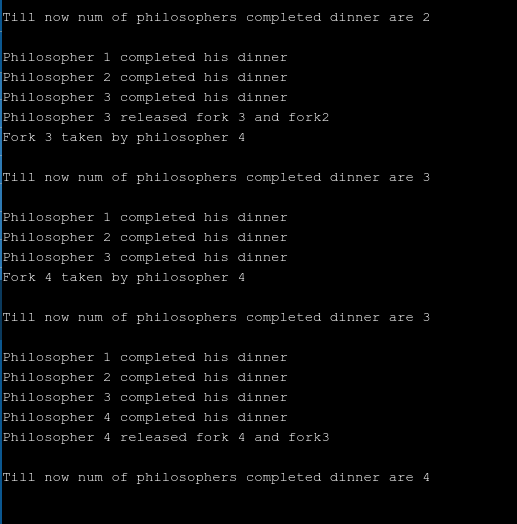 Till now num of philosophers completed dinner are 2
Philosopher 1 completed his dinner
Philosopher 2 completed his dinner
Philosopher 3 completed his dinner
Philosopher 3 released fork 3 and fork2
Fork 3 taken by philosopher 4
Till now num of philosophers completed dinner are 3
Philosopher 1 completed his dinner
Philosopher 2 completed his dinner
Philosopher 3 completed his dinner
Fork 4 taken by philosopher 4
Till now num of philosophers completed dinner are 3
Philosopher 1 completed his dinner
Philosopher 2 completed his dinner
Philosopher 3 completed his dinner
Philosopher 4 completed his dinner
Philosopher 4 released fork 4 and fork3
Till now num of philosophers completed dinner are 4